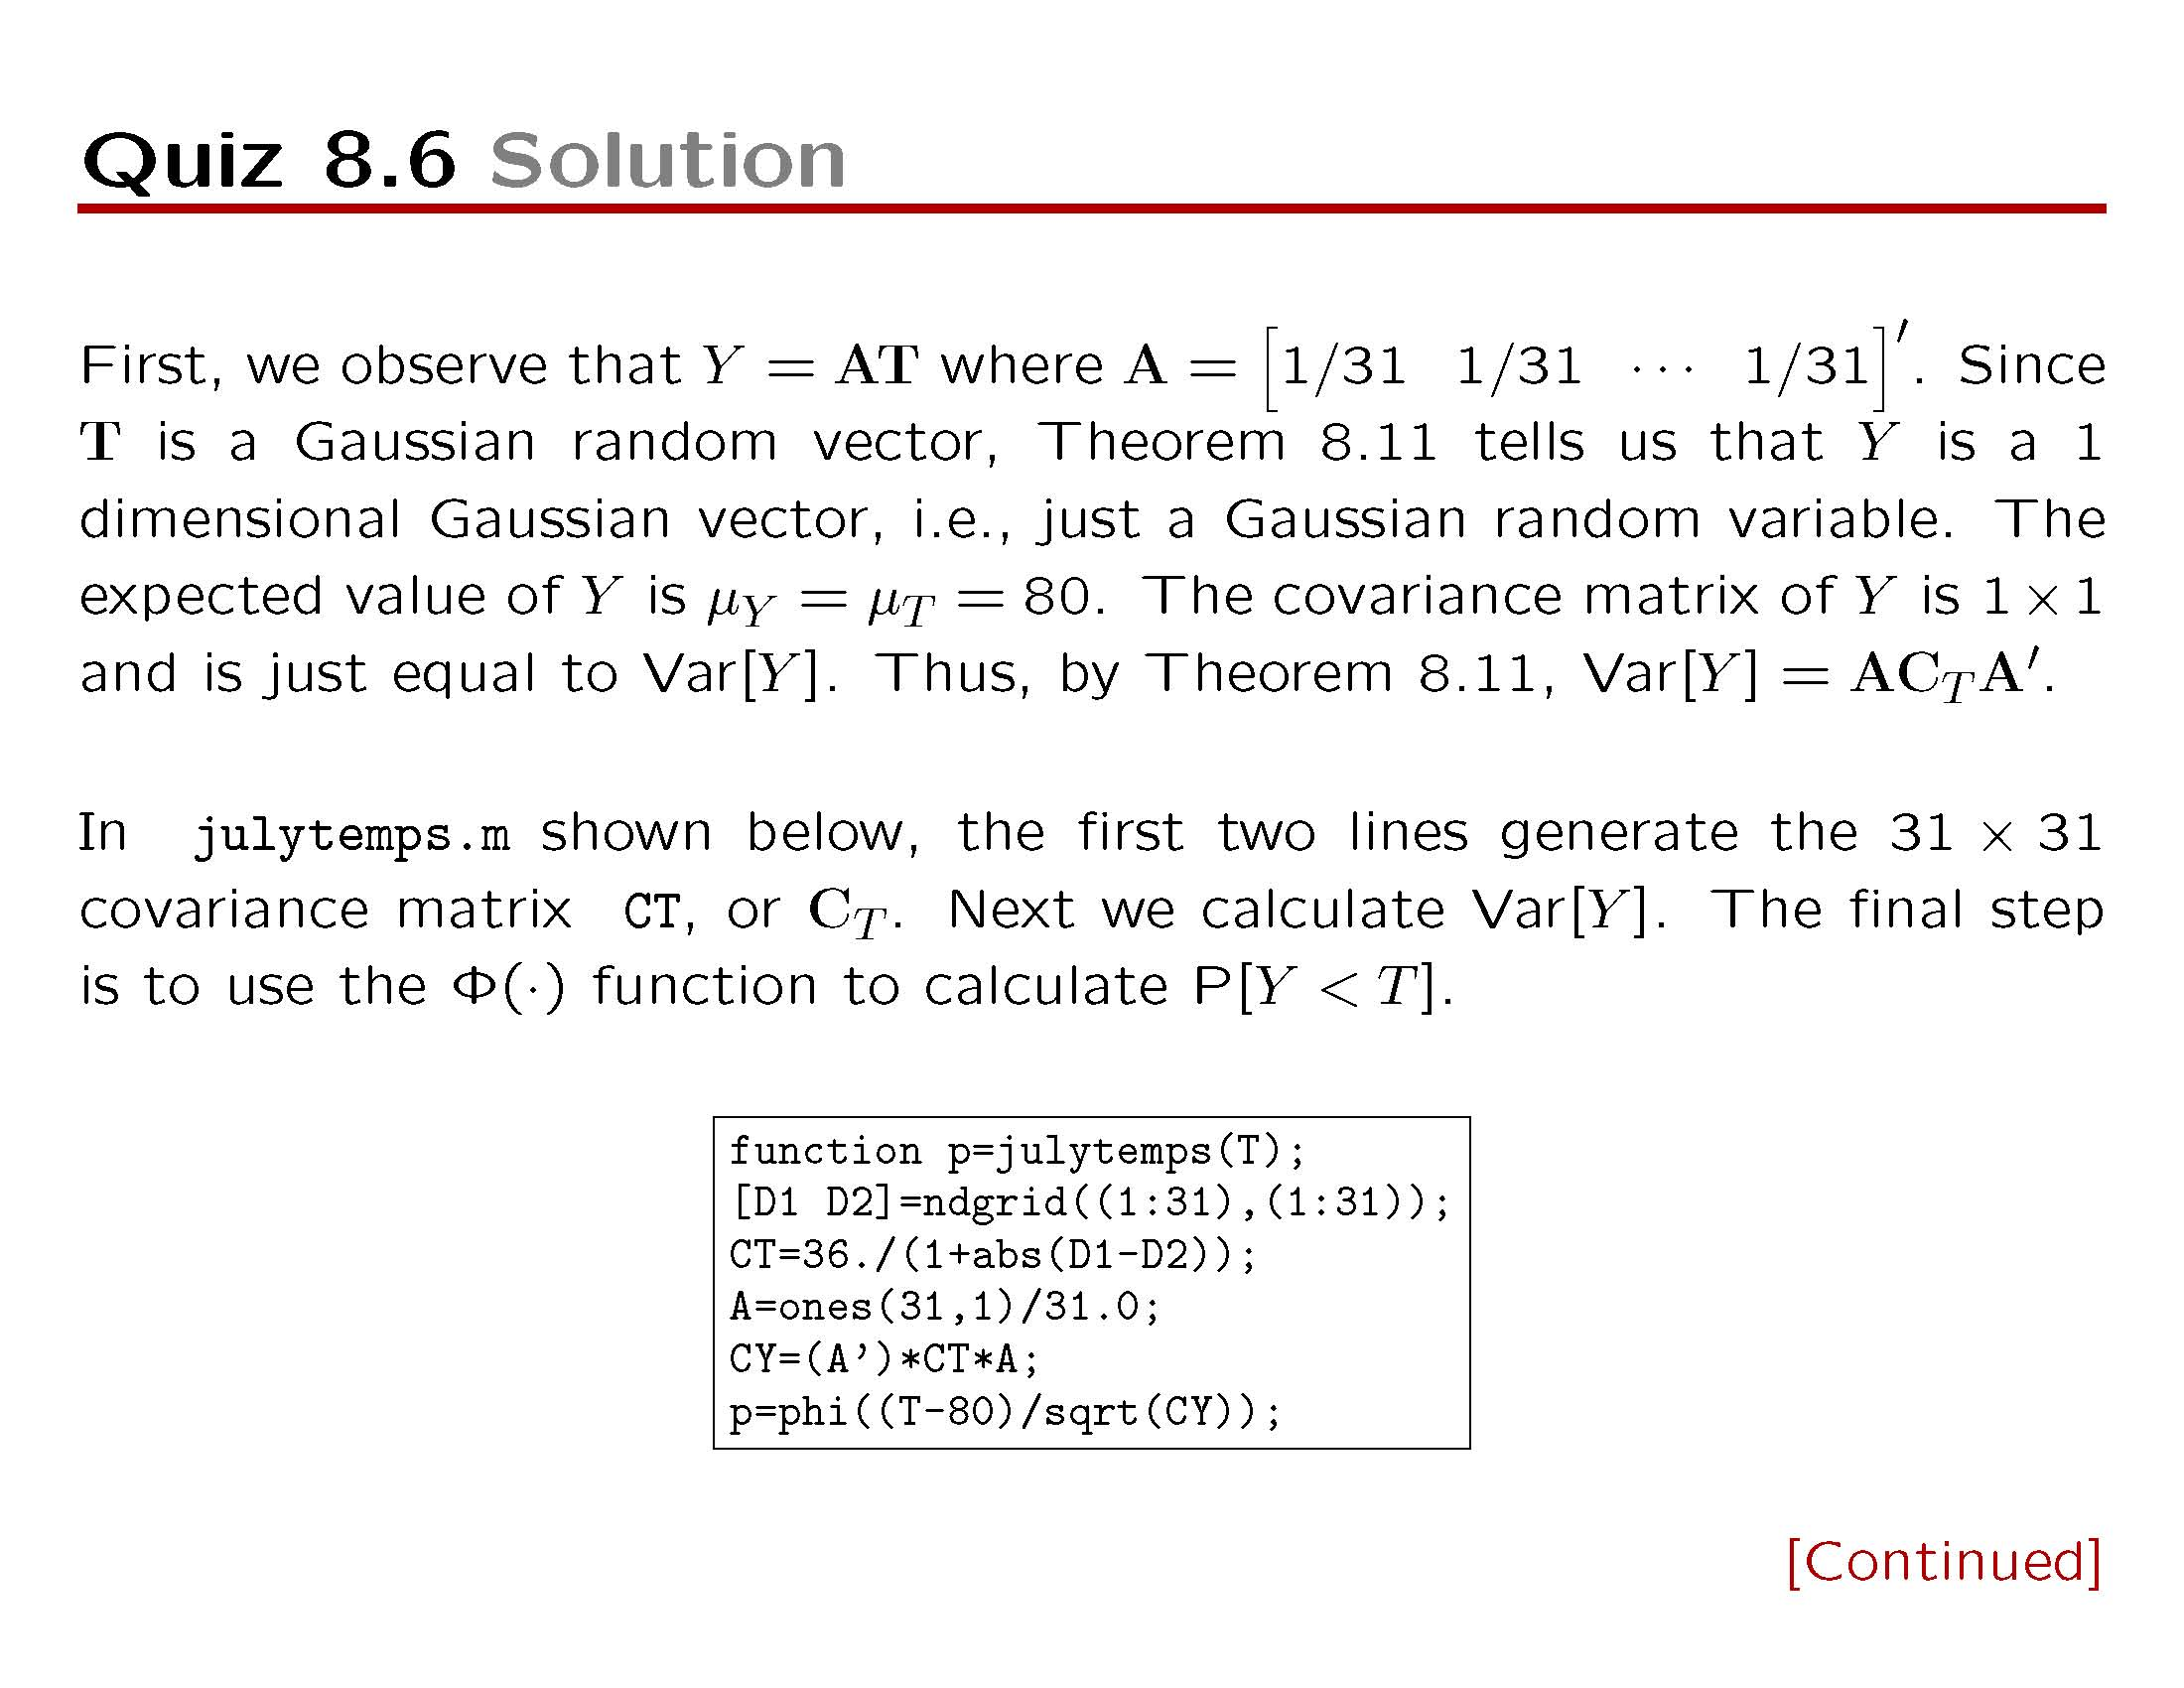 Quiz 8.6 Solution
First, we observe that Y = AT where A = [1/31 1/31 ··· 1/31]′. Since
T is a Gaussian random vector, Theorem 8.11 tells us that Y is a 1
dimensional Gaussian vector, i.e., just a Gaussian random variable. The
expected value of Y is μ_Y = μ_T = 80. The covariance matrix of Y is 1 × 1
and is just equal to Var[Y]. Thus, by Theorem 8.11, Var[Y] = AC_TA′.
In julytemps.m shown below, the first two lines generate the 31 × 31
covariance matrix CT, or C_T. Next we calculate Var[Y]. The final step
is to use the Φ(·) function to calculate P[Y < T].
function p=julytemps(T);
[D1 D2]=ndgrid((1:31),(1:31));
CT=36./(1+abs(D1-D2));
A=ones(31,1)/31.0;
CY=(A’)*CT*A;
p=phi((T-80)/sqrt(CY));
[Continued]